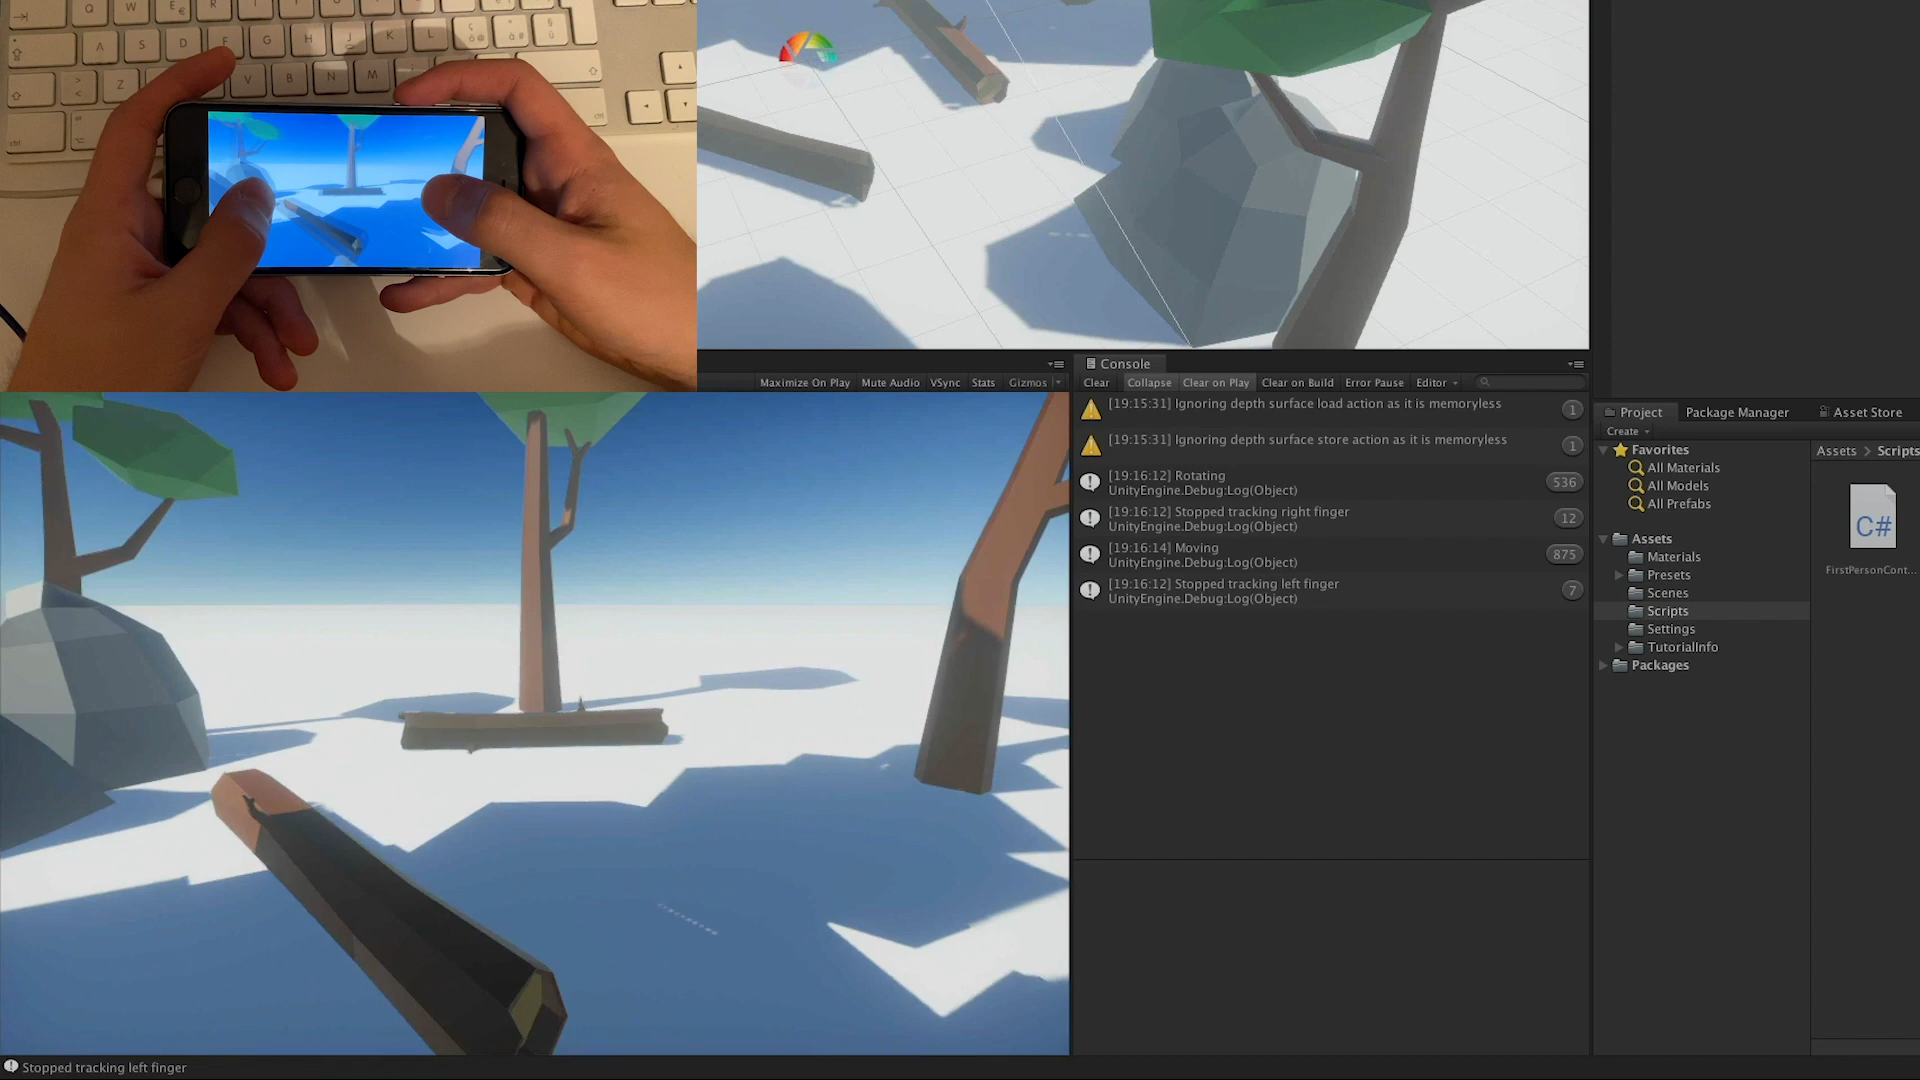 Q W E € R
A S D F G H J K L
Z V B N M
Maximize On Play Mute Audio VSync Stats Gizmos
Console
Clear Collapse Clear on Play Clear on Build Error Pause Editor
[19:15:31] Ignoring depth surface load action as it is memoryless 1
[19:15:31] Ignoring depth surface store action as it is memoryless 1
[19:16:12] Rotating 536
UnityEngine.Debug:Log(Object)
[19:16:12] Stopped tracking right finger 12
UnityEngine.Debug:Log(Object)
[19:16:14] Moving 875
UnityEngine.Debug:Log(Object)
[19:16:12] Stopped tracking left finger 7
UnityEngine.Debug:Log(Object)
Project Package Manager Asset Store
Create
Favorites
All Materials
All Models
All Prefabs
Assets
Materials
Presets
Scenes
Scripts
Settings
TutorialInfo
Packages
Assets > Scripts
C#
FirstPersonCont...
Stopped tracking left finger